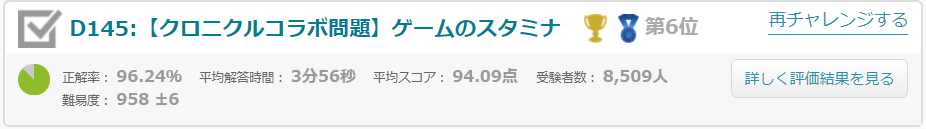 D145:【クロニクルコラボ問題】ゲームのスタミナ 第6位 再チャレンジする
正解率： 96.24% 平均解答時間： 3分56秒 平均スコア： 94.09点 受験者数： 8,509人 詳しく評価結果を見る
難易度： 958 ±6